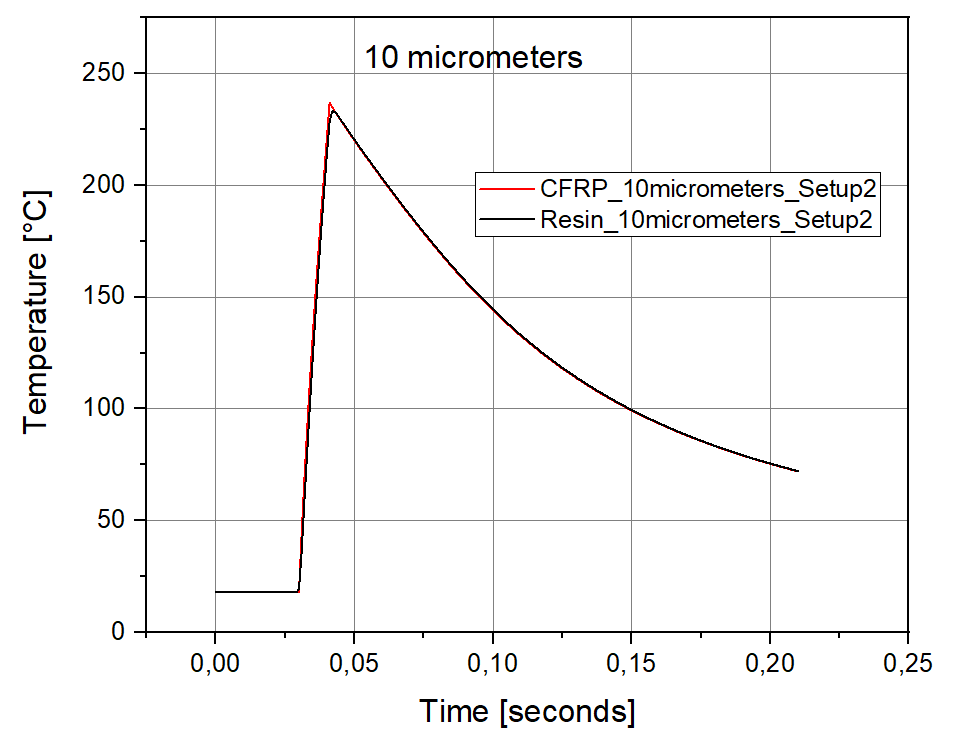 10 micrometers
250
200
150
100
50
0
Temperature [°C]
CFRP_10micrometers_Setup2
Resin_10micrometers_Setup2
0,00 0,05 0,10 0,15 0,20 0,25
Time [seconds]